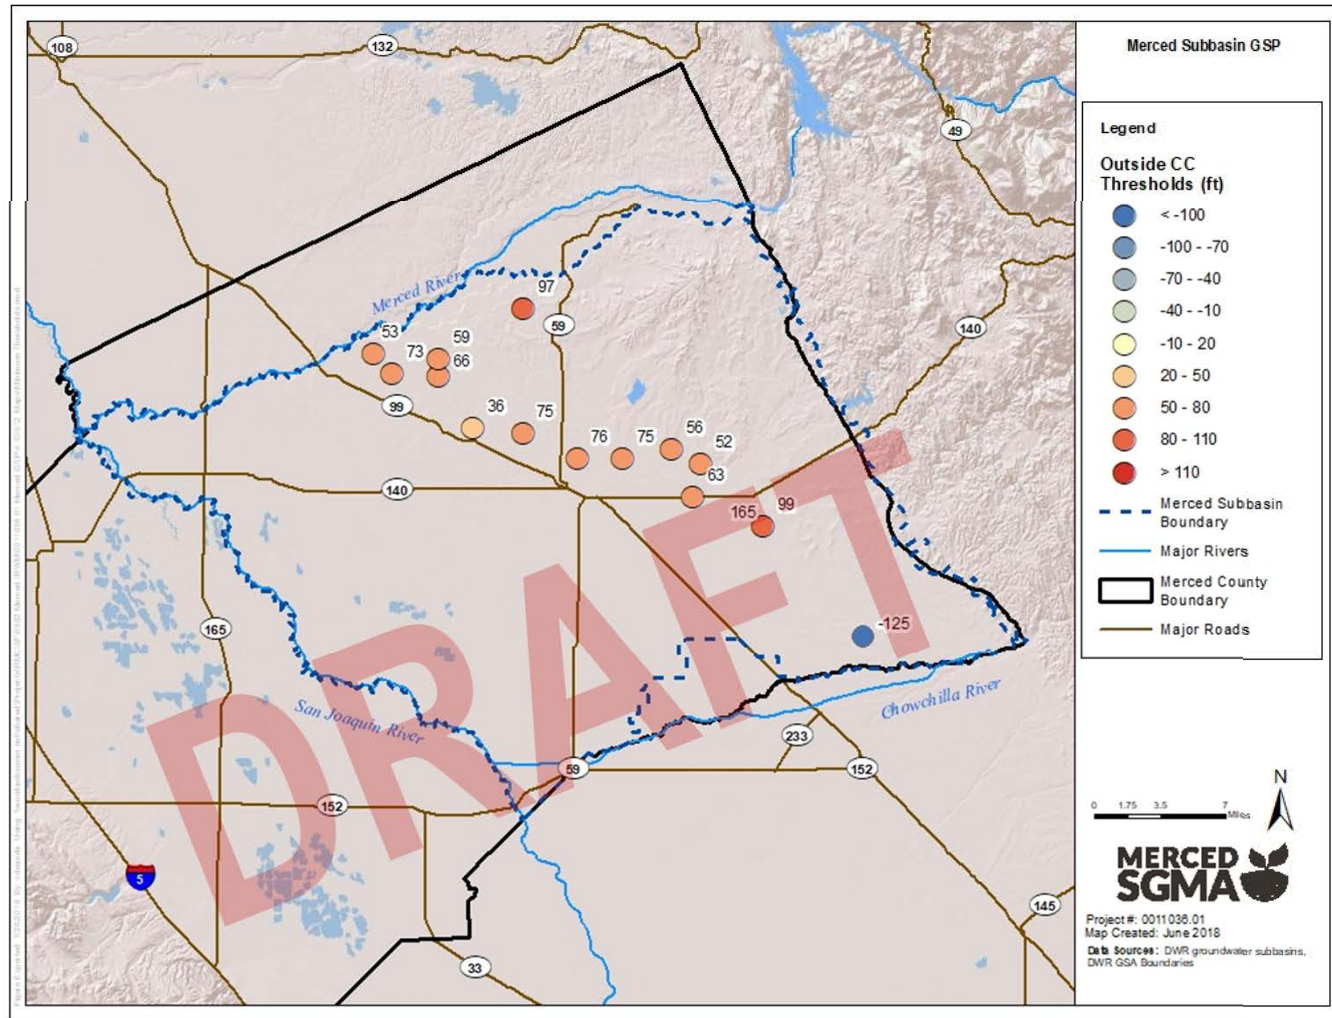 Merced Subbasin GSP
Legend
Outside CC
Thresholds (ft)
< -100
-100 - -70
-70 - -40
-40 - -10
-10 - 20
20 - 50
50 - 80
80 - 110
> 110
Merced Subbasin
Boundary
Major Rivers
Merced County
Boundary
Major Roads
108
132
49
Merced River
97
59
140
53
73
59
66
99
36
75
76
75
56
52
63
140
165
99
165
-125
San Joaquin River
Chowchilla River
233
59
152
152
5
33
145
DRAFT
N
0 1.75 3.5 7
Miles
MERCED
SGMA
Project #: 0011036.01
Map Created: June 2018
Data Sources: DWR groundwater subbasins,
DWR GSA Boundaries